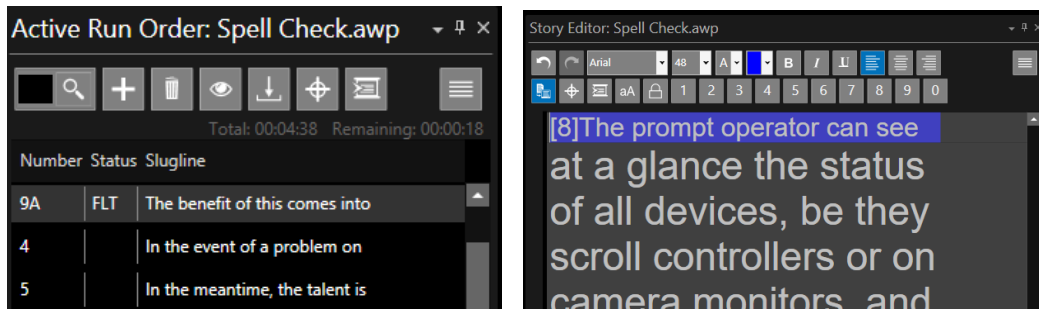 Active Run Order: Spell Check.awp
Total: 00:04:38 Remaining: 00:00:18
Number Status Slugline
9A FLT The benefit of this comes into
4 In the event of a problem on
5 In the meantime, the talent is
Story Editor: Spell Check.awp
Arial 48 A B I U
aA 1 2 3 4 5 6 7 8 9 0
[8]The prompt operator can see
at a glance the status
of all devices, be they
scroll controllers or on
camera monitors, and